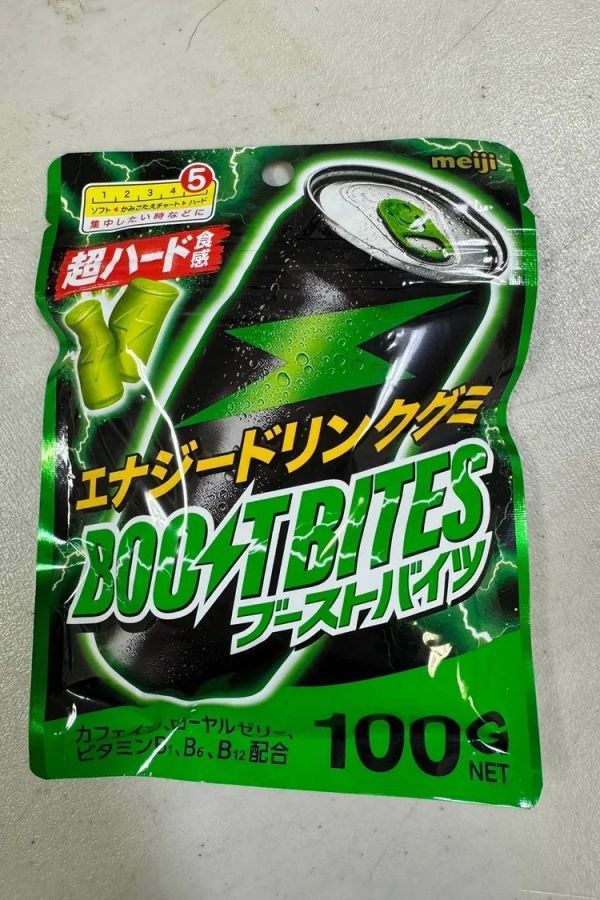 meiji
1 2 3 4 5
ソフト◀かみごたえチャート▶ハード
集中したい時などに
超ハード食感
エナジードリンクグミ
BOOSTBITES
ブーストバイツ
カフェイン、ローヤルゼリー、
ビタミンB1、B6、B12配合
100G
NET